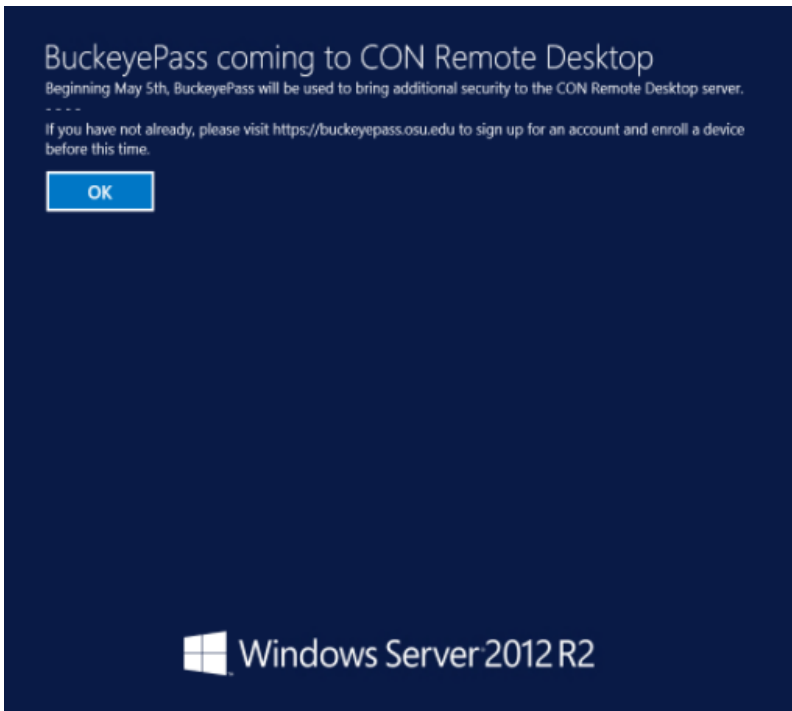 BuckeyePass coming to CON Remote Desktop
Beginning May 5th, BuckeyePass will be used to bring additional security to the CON Remote Desktop server.
- - - -
If you have not already, please visit https://buckeyepass.osu.edu to sign up for an account and enroll a device
before this time.
OK
Windows Server 2012 R2